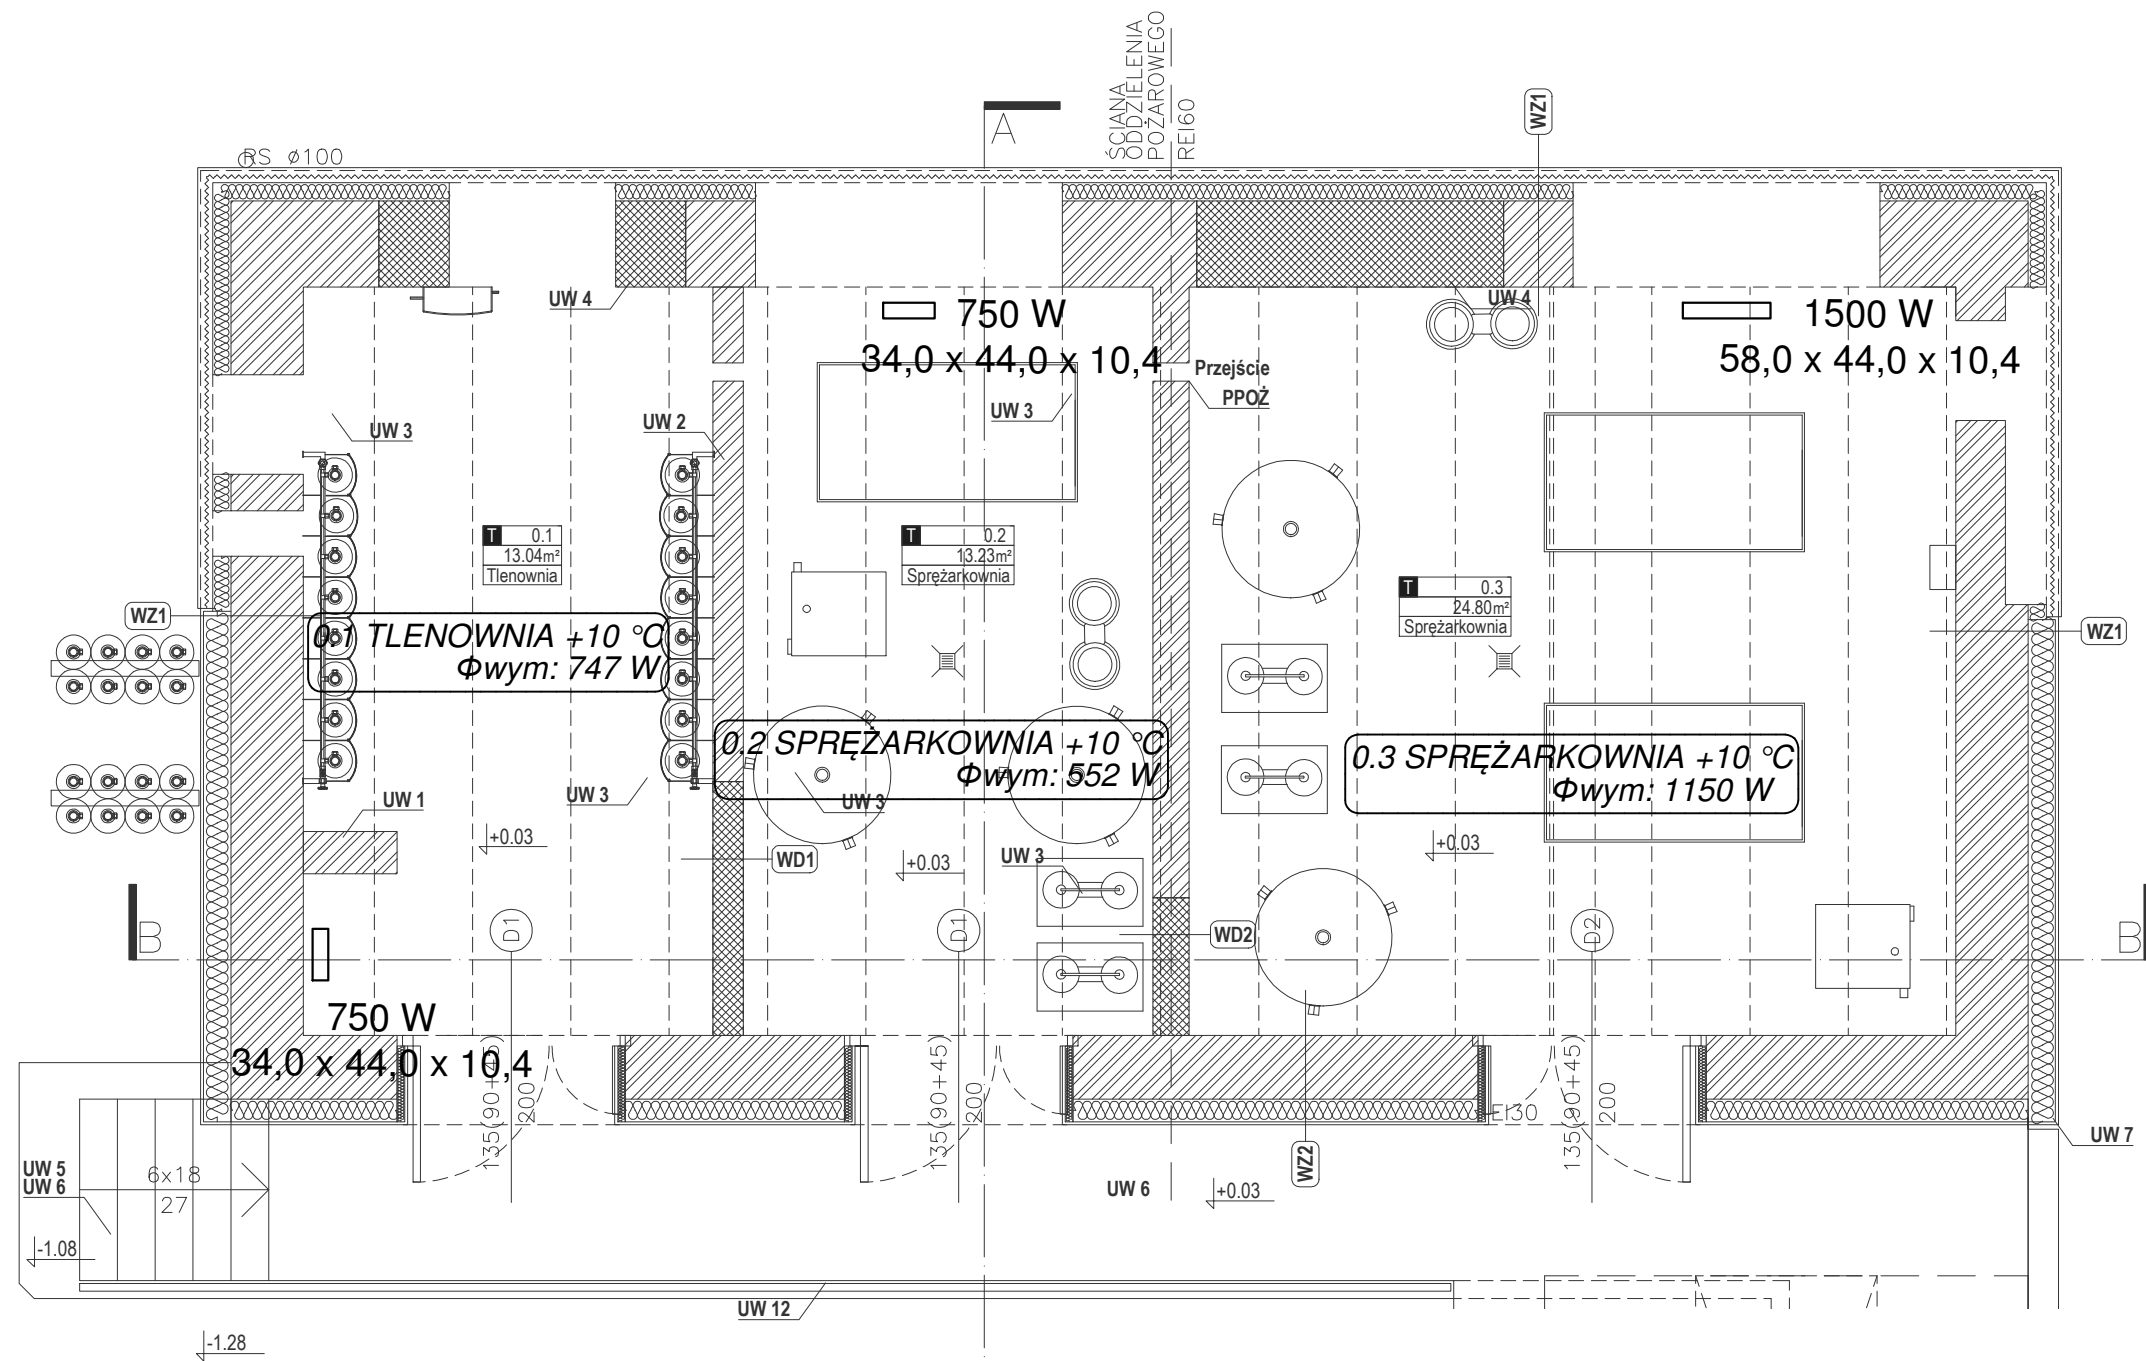 ŚCIANA
ODDZIELENIA
POŻAROWEGO
REI60
A
WZ1
RS ø100
UW 4
750 W
34,0 x 44,0 x 10,4
UW 4
1500 W
58,0 x 44,0 x 10,4
Przejście
PPOŻ
UW 3
UW 2
UW 3
T 0.1
13.04m²
Tlenownia
T 0.2
13.23m²
Sprężarkownia
T 0.3
24.80m²
Sprężarkownia
WZ1
0.1 TLENOWNIA +10 °C
Φwym: 747 W
WZ1
0.2 SPRĘŻARKOWNIA +10 °C
Φwym: 552 W
0.3 SPRĘŻARKOWNIA +10 °C
Φwym: 1150 W
UW 1
UW 3
UW 3
+0.03
WD1
+0.03
UW 3
+0.03
B
D1
D1
WD2
D2
B
750 W
34,0 x 44,0 x 10,4
135(90+45)
200
135(90+45)
200
EI30
135(90+45)
200
UW 7
UW 5
UW 6
6x18
27
WZ2
UW 6
+0.03
-1.08
UW 12
-1.28